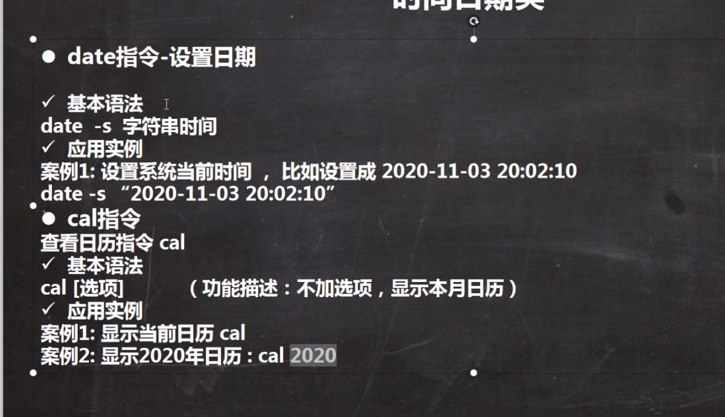 时间日期类
● date指令-设置日期
✓ 基本语法
date -s 字符串时间
✓ 应用实例
案例1: 设置系统当前时间 ， 比如设置成 2020-11-03 20:02:10
date -s “2020-11-03 20:02:10”
● cal指令
查看日历指令 cal
✓ 基本语法
cal [选项] （ 功能描述：不加选项，显示本月日历 ）
✓ 应用实例
案例1: 显示当前日历 cal
案例2: 显示2020年日历 : cal 2020